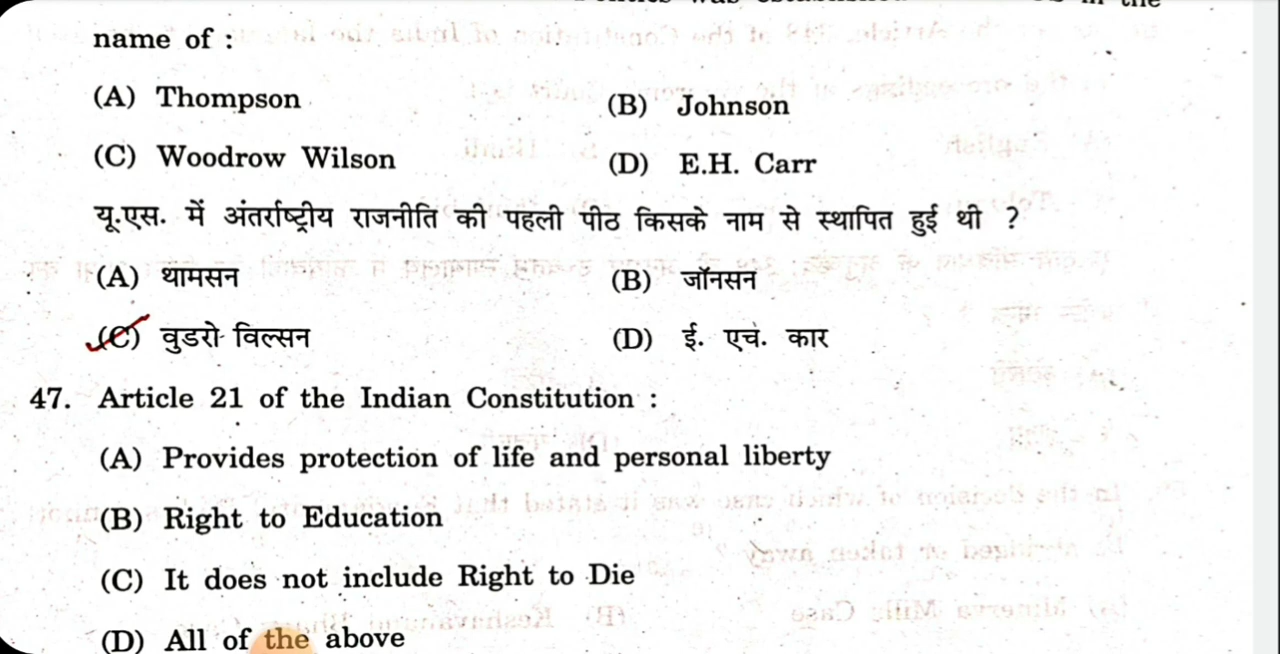 name of :
(A) Thompson
(B) Johnson
(C) Woodrow Wilson
(D) E.H. Carr
यू.एस. में अंतर्राष्ट्रीय राजनीति की पहली पीठ किसके नाम से स्थापित हुई थी ?
(A) थामसन
(B) जॉनसन
(C) वुडरो विल्सन
(D) ई. एच. कार
47. Article 21 of the Indian Constitution :
(A) Provides protection of life and personal liberty
(B) Right to Education
(C) It does not include Right to Die
(D) All of the above